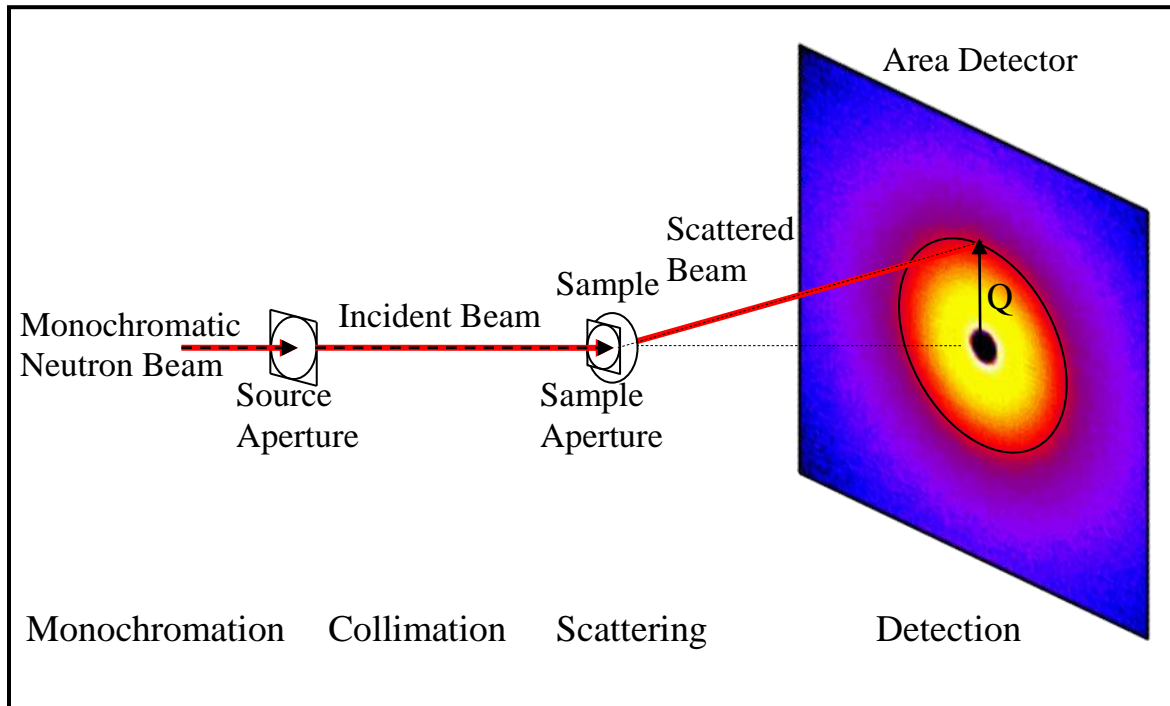 Area Detector
Scattered
Beam
Sample
Q
Incident Beam
Monochromatic
Neutron Beam
Source
Aperture
Sample
Aperture
Monochromation
Collimation
Scattering
Detection